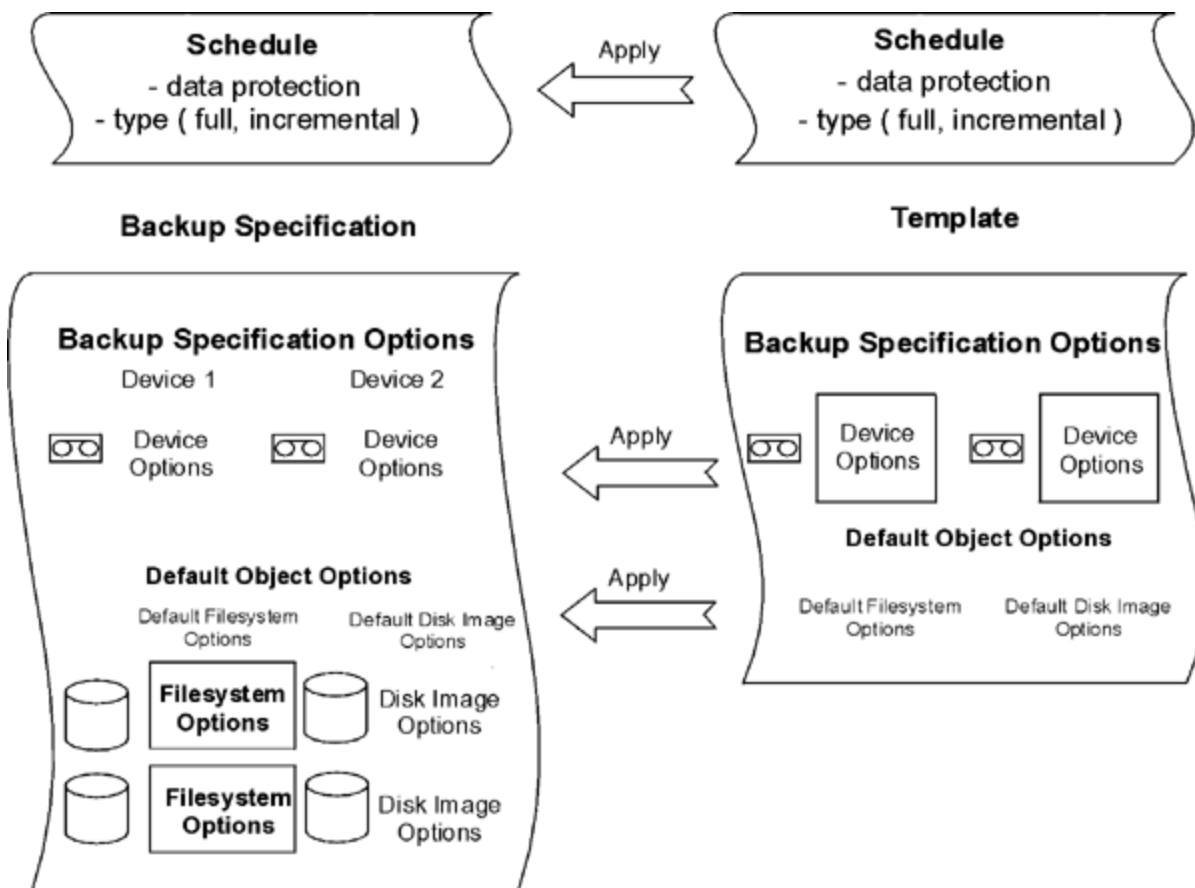 Schedule
- data protection
- type ( full, incremental )
Apply
Schedule
- data protection
- type ( full, incremental )
Backup Specification
Template
Backup Specification Options
Device 1
Device 2
Device
Options
Device
Options
Default Object Options
Default Filesystem
Options
Default Disk Image
Options
Filesystem
Options
Disk Image
Options
Filesystem
Options
Disk Image
Options
Apply
Apply
Backup Specification Options
Device
Options
Device
Options
Default Object Options
Default Filesystem
Options
Default Disk Image
Options